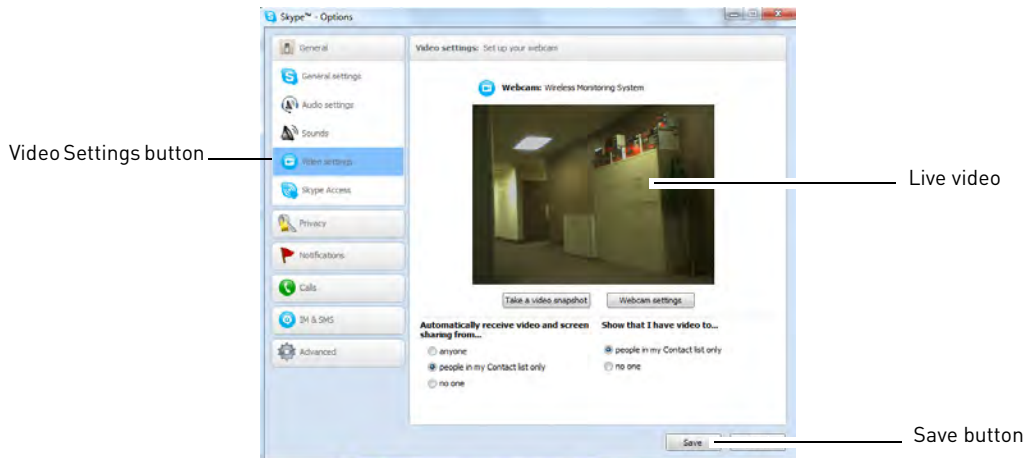 Skype™ - Options
General
Video settings: Set up your webcam
General settings
Audio settings
Sounds
Video settings
Skype Access
Privacy
Notifications
Calls
IM & SMS
Advanced
Webcam: Wireless Monitoring System
Take a video snapshot
Webcam settings
Automatically receive video and screen sharing from...
anyone
people in my Contact list only
no one
Show that I have video to...
people in my Contact list only
no one
Save
Video Settings button
Live video
Save button